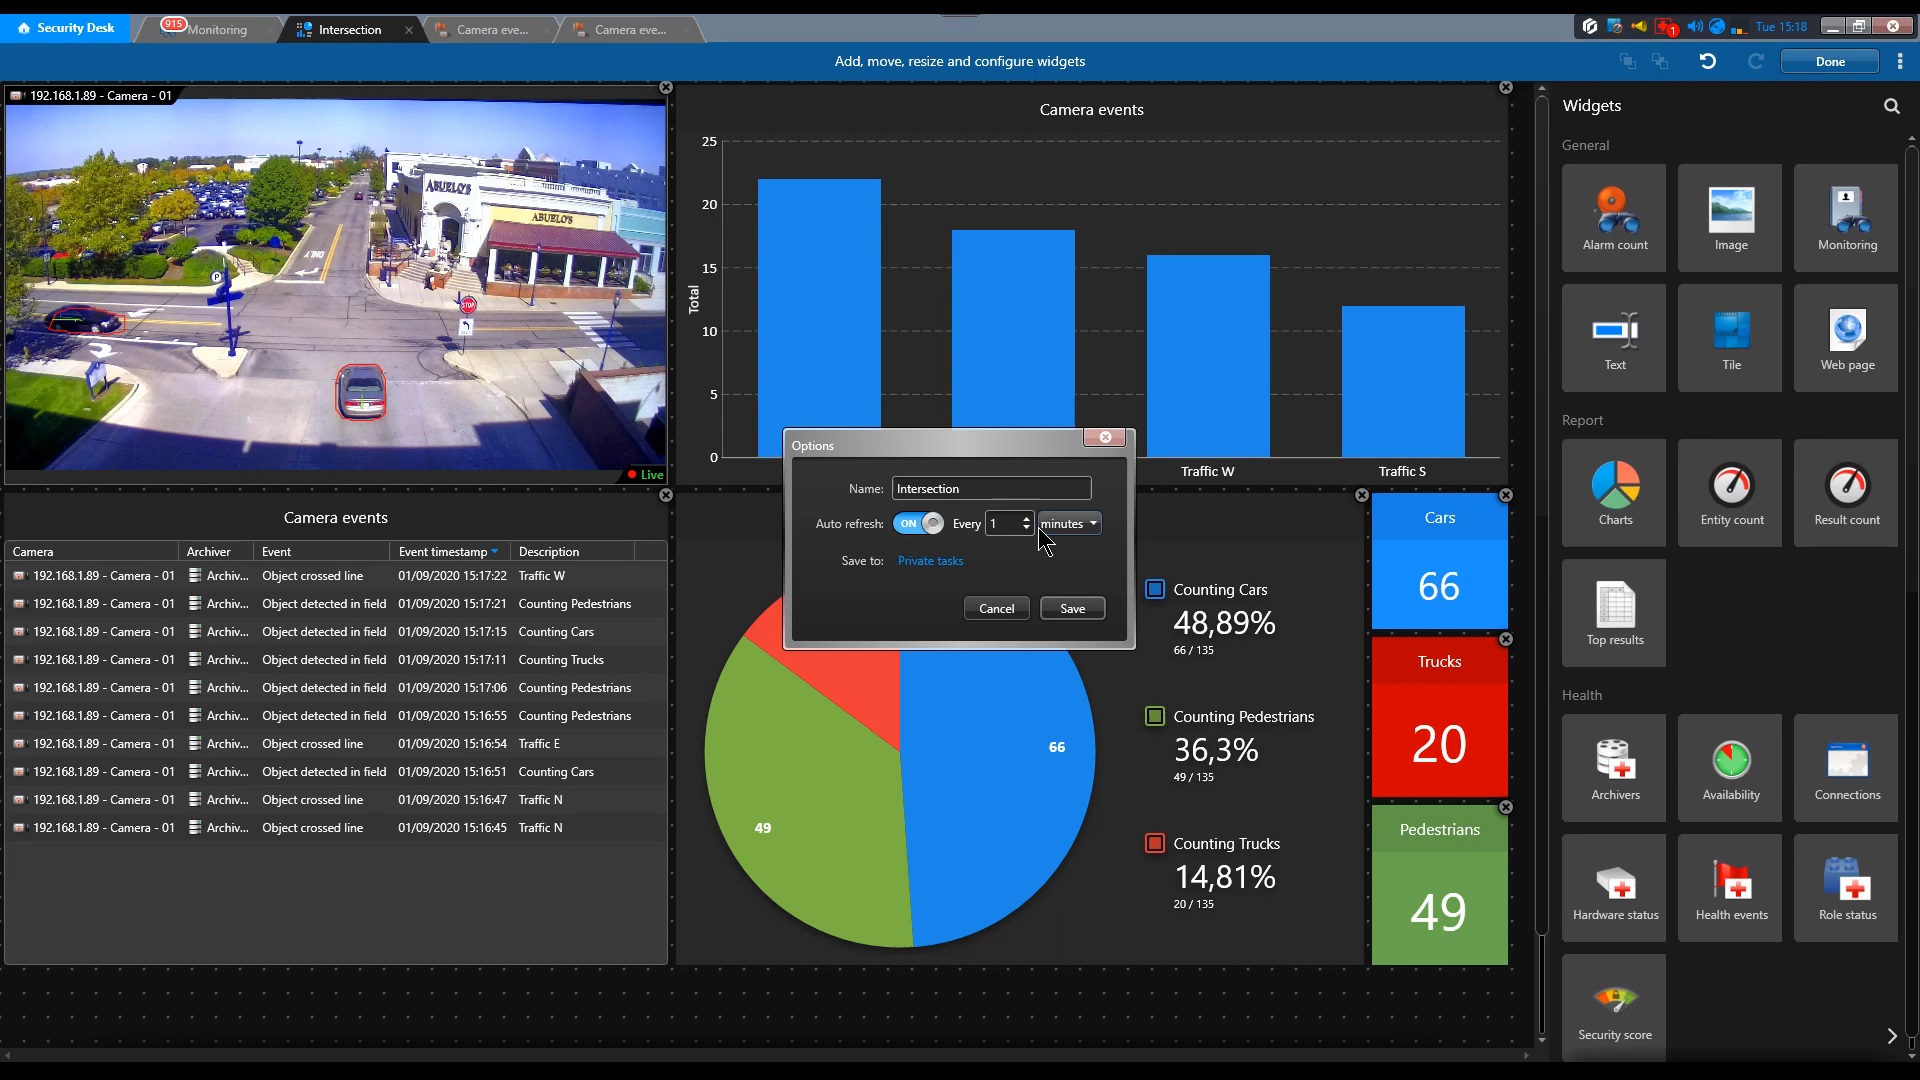 Security Desk
915
Monitoring
Intersection
Camera eve...
Camera eve...
1
Tue 15:18
Add, move, resize and configure widgets
Done
192.168.1.89 - Camera - 01
ABUELO'S
ABUELO'S
ONLY
P
STOP
Live
Camera events
25
20
15
10
5
0
Total
Traffic W
Traffic S
Options
Name: Intersection
Auto refresh: ON Every 1 minutes
Save to: Private tasks
Cancel
Save
Camera events
Camera Archiver Event Event timestamp Description
192.168.1.89 - Camera - 01 Archiv... Object crossed line 01/09/2020 15:17:22 Traffic W
192.168.1.89 - Camera - 01 Archiv... Object detected in field 01/09/2020 15:17:21 Counting Pedestrians
192.168.1.89 - Camera - 01 Archiv... Object detected in field 01/09/2020 15:17:15 Counting Cars
192.168.1.89 - Camera - 01 Archiv... Object detected in field 01/09/2020 15:17:11 Counting Trucks
192.168.1.89 - Camera - 01 Archiv... Object detected in field 01/09/2020 15:17:06 Counting Pedestrians
192.168.1.89 - Camera - 01 Archiv... Object detected in field 01/09/2020 15:16:55 Counting Pedestrians
192.168.1.89 - Camera - 01 Archiv... Object crossed line 01/09/2020 15:16:54 Traffic E
192.168.1.89 - Camera - 01 Archiv... Object detected in field 01/09/2020 15:16:51 Counting Cars
192.168.1.89 - Camera - 01 Archiv... Object crossed line 01/09/2020 15:16:47 Traffic N
192.168.1.89 - Camera - 01 Archiv... Object crossed line 01/09/2020 15:16:45 Traffic N
66
49
Counting Cars
48,89%
66 / 135
Counting Pedestrians
36,3%
49 / 135
Counting Trucks
14,81%
20 / 135
Cars
66
Trucks
20
Pedestrians
49
Widgets
General
Alarm count
Image
Monitoring
Text
Tile
Web page
Report
Charts
Entity count
Result count
Top results
Health
Archivers
Availability
Connections
Hardware status
Health events
Role status
Security score